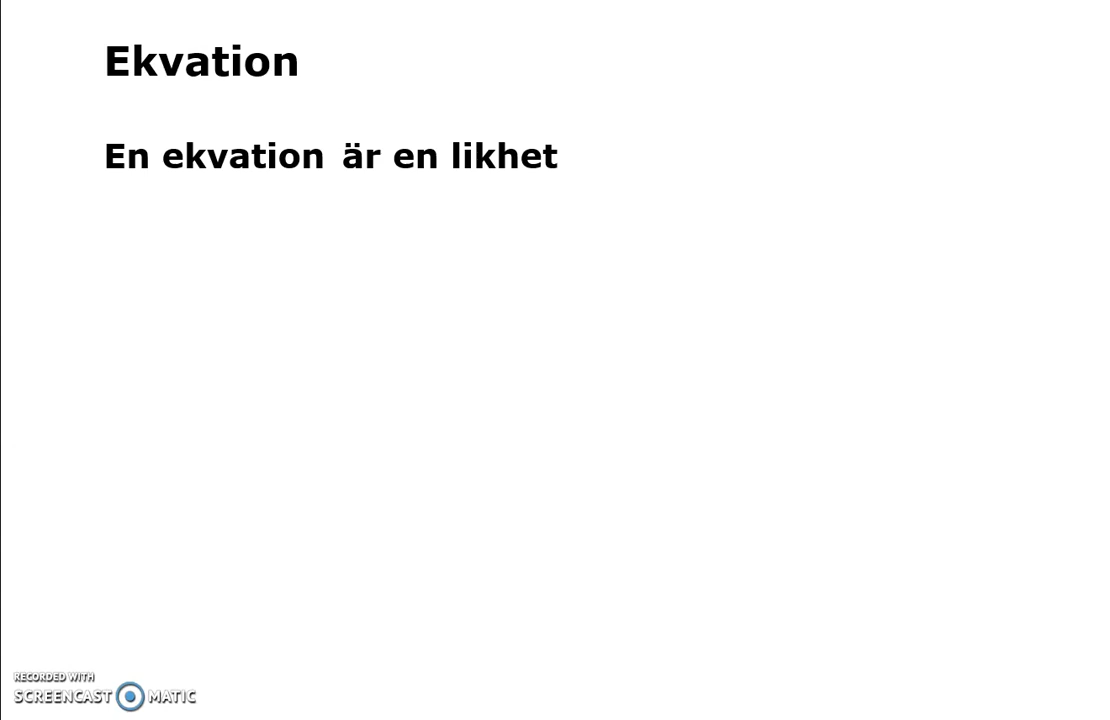 Ekvation
En ekvation är en likhet
RECORDED WITH
SCREENCAST MATIC